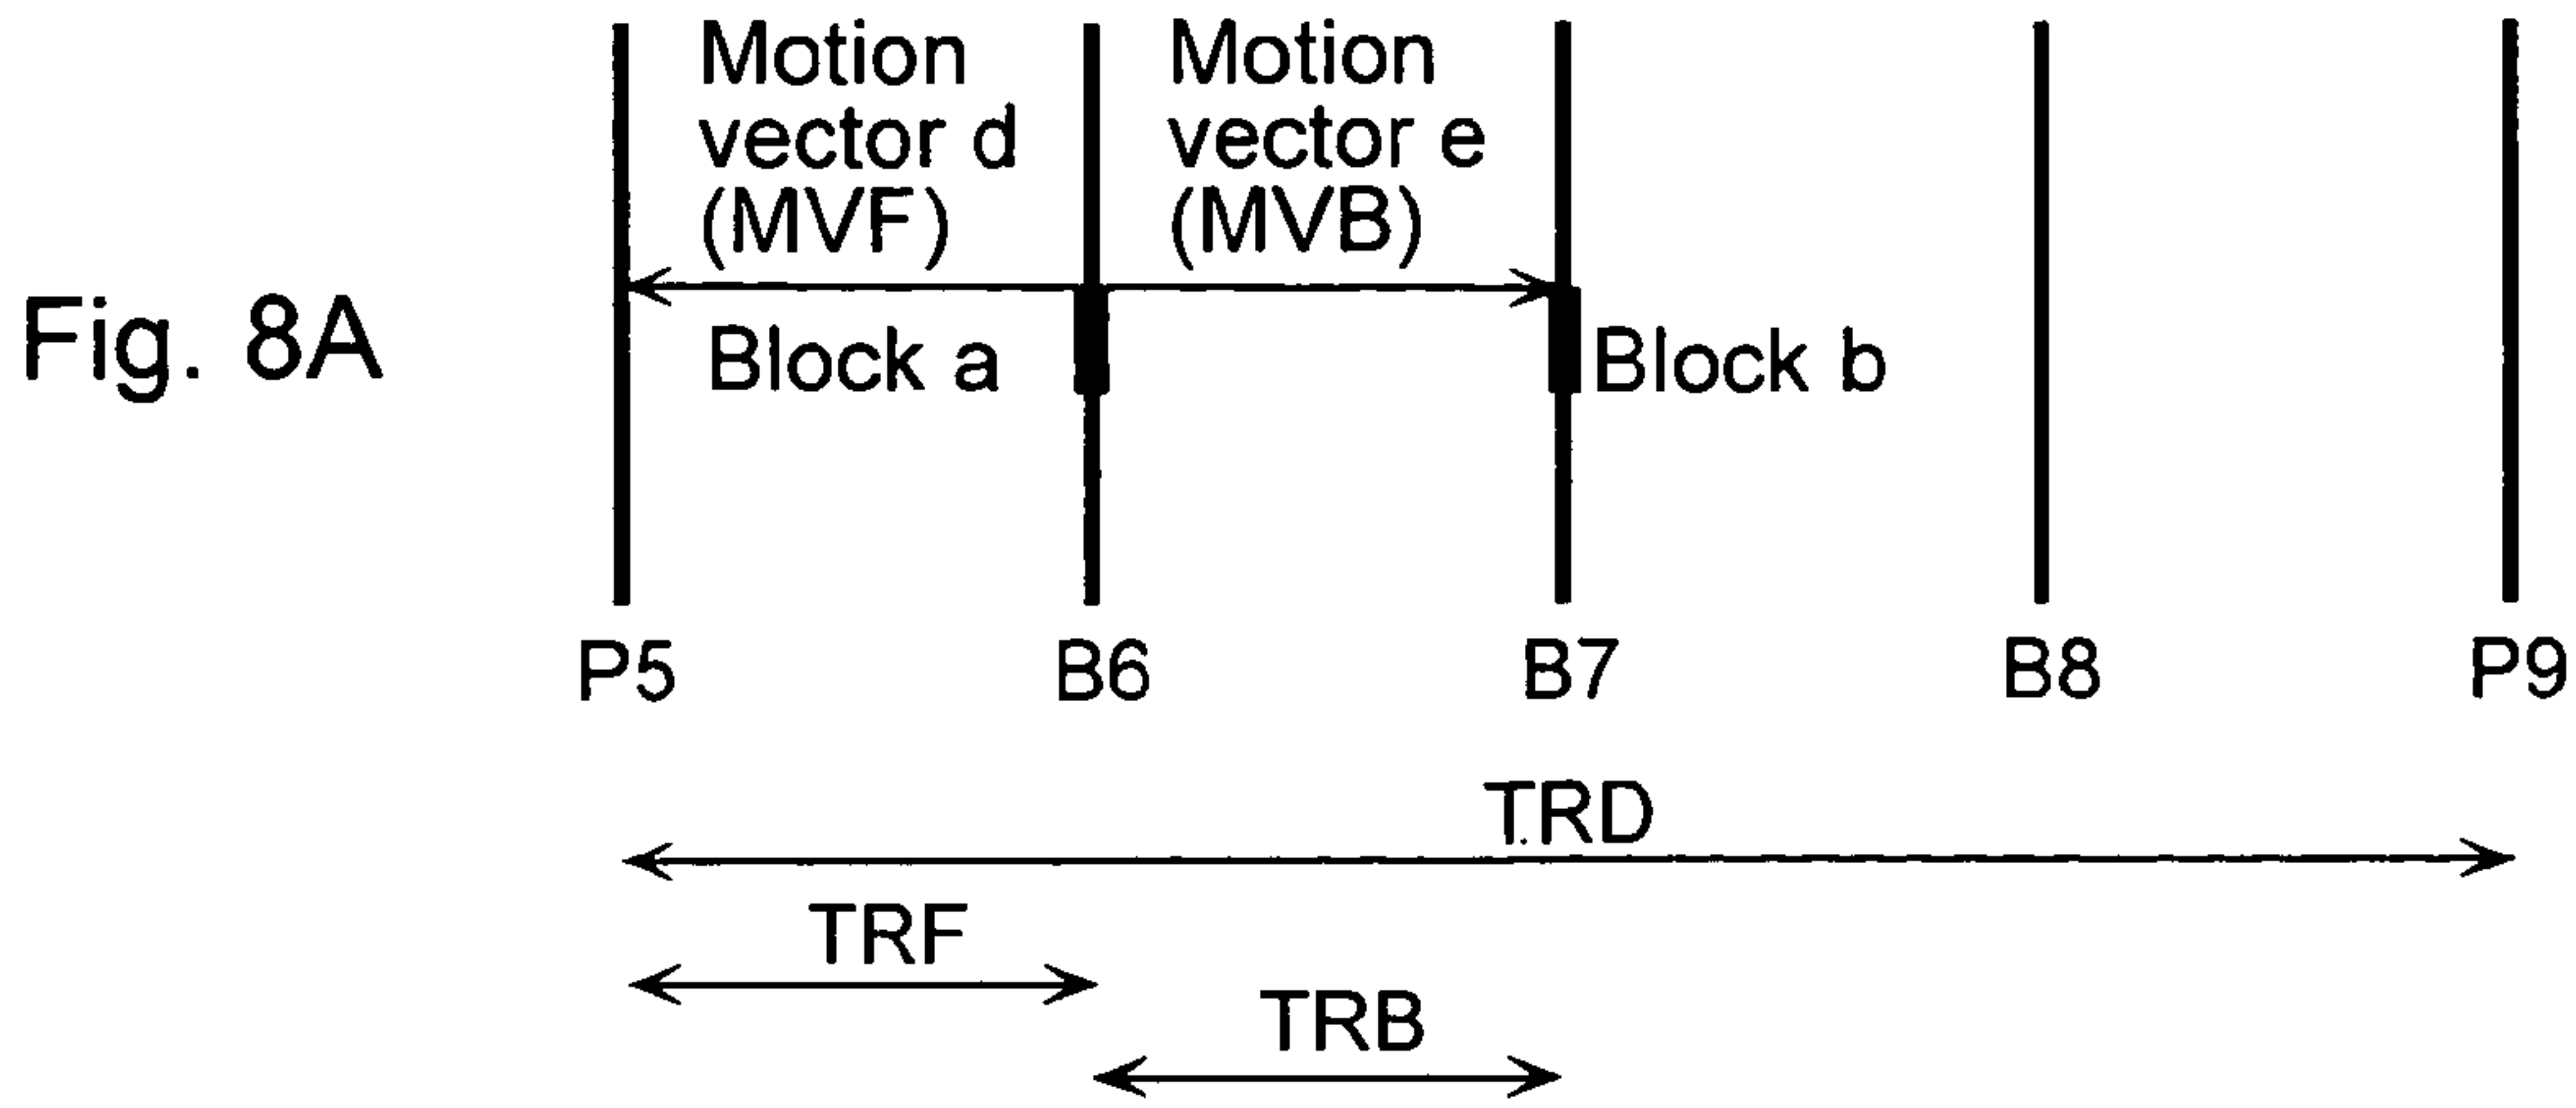 Fig. 8A
Motion
vector d
(MVF)
Motion
vector e
(MVB)
Block a
Block b
P5
B6
B7
B8
P9
TRD
TRF
TRB